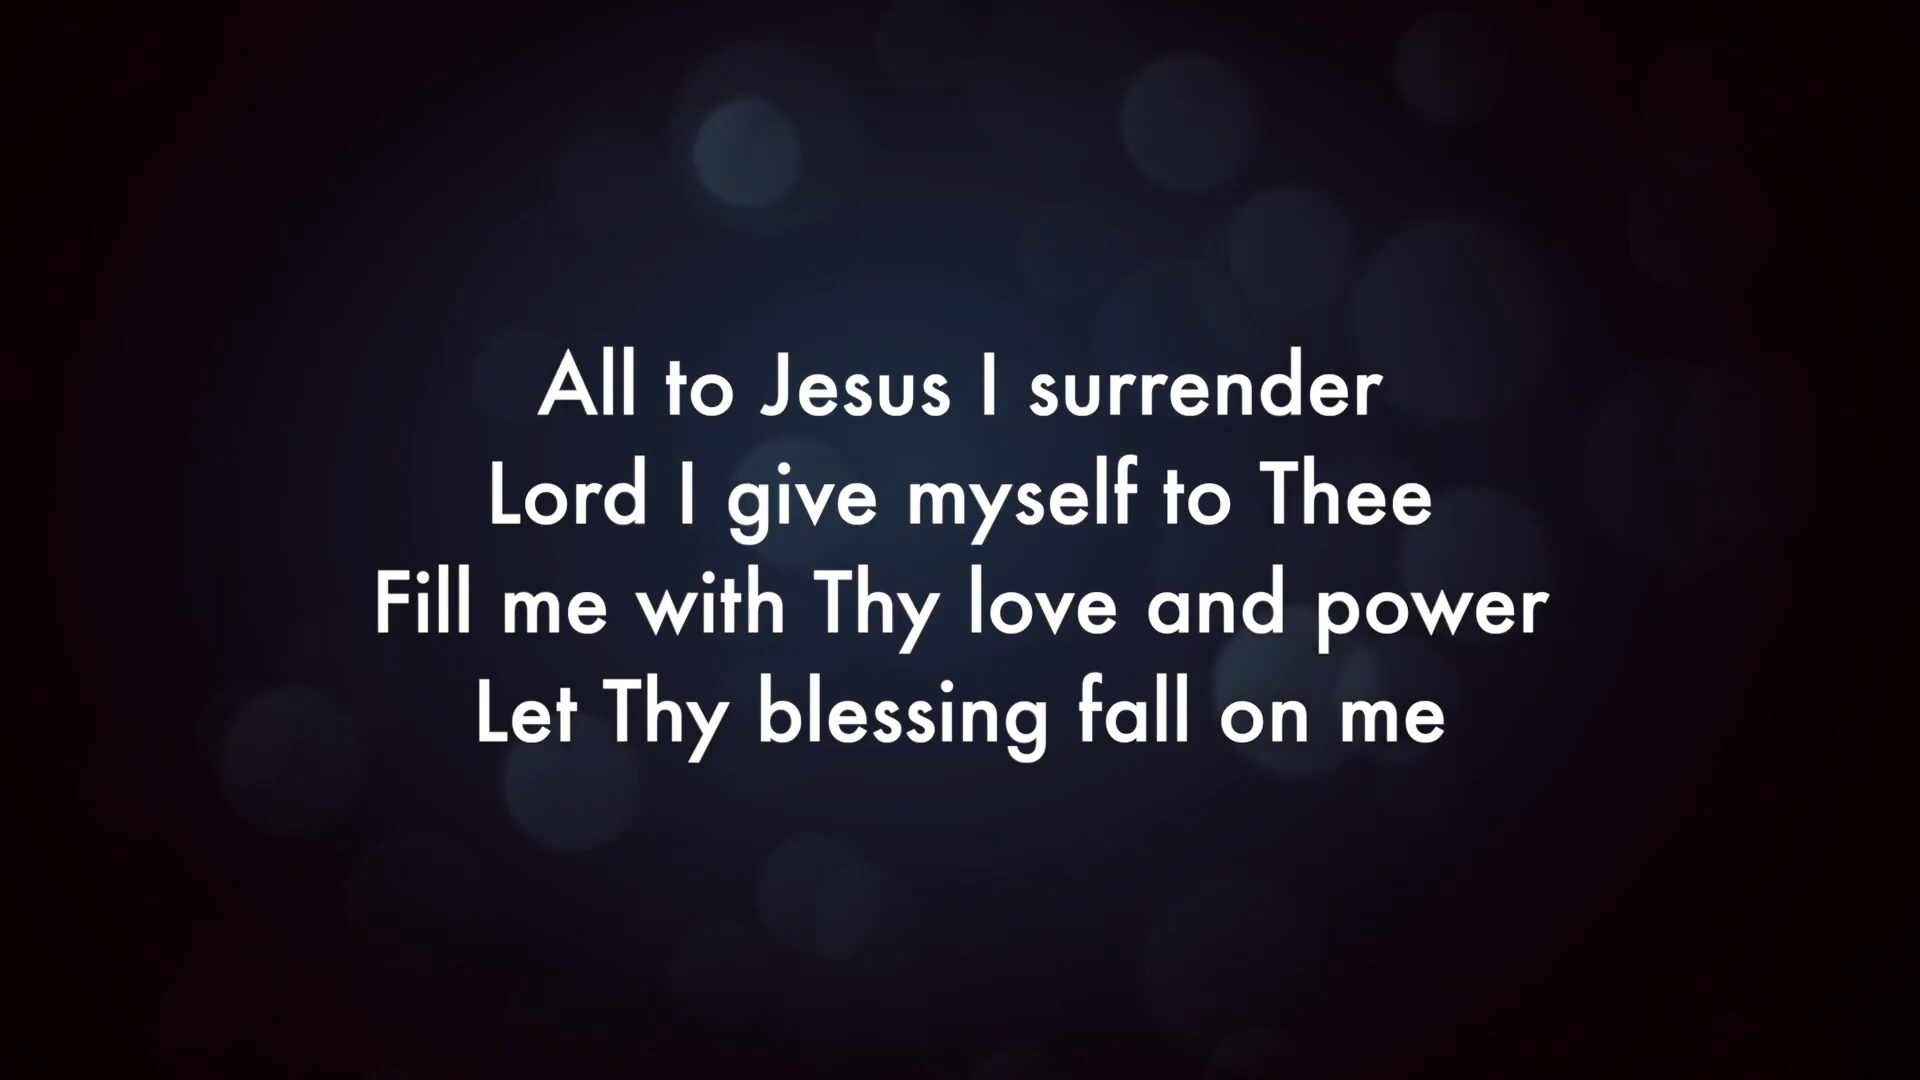 All to Jesus I surrender
Lord I give myself to Thee
Fill me with Thy love and power
Let Thy blessing fall on me